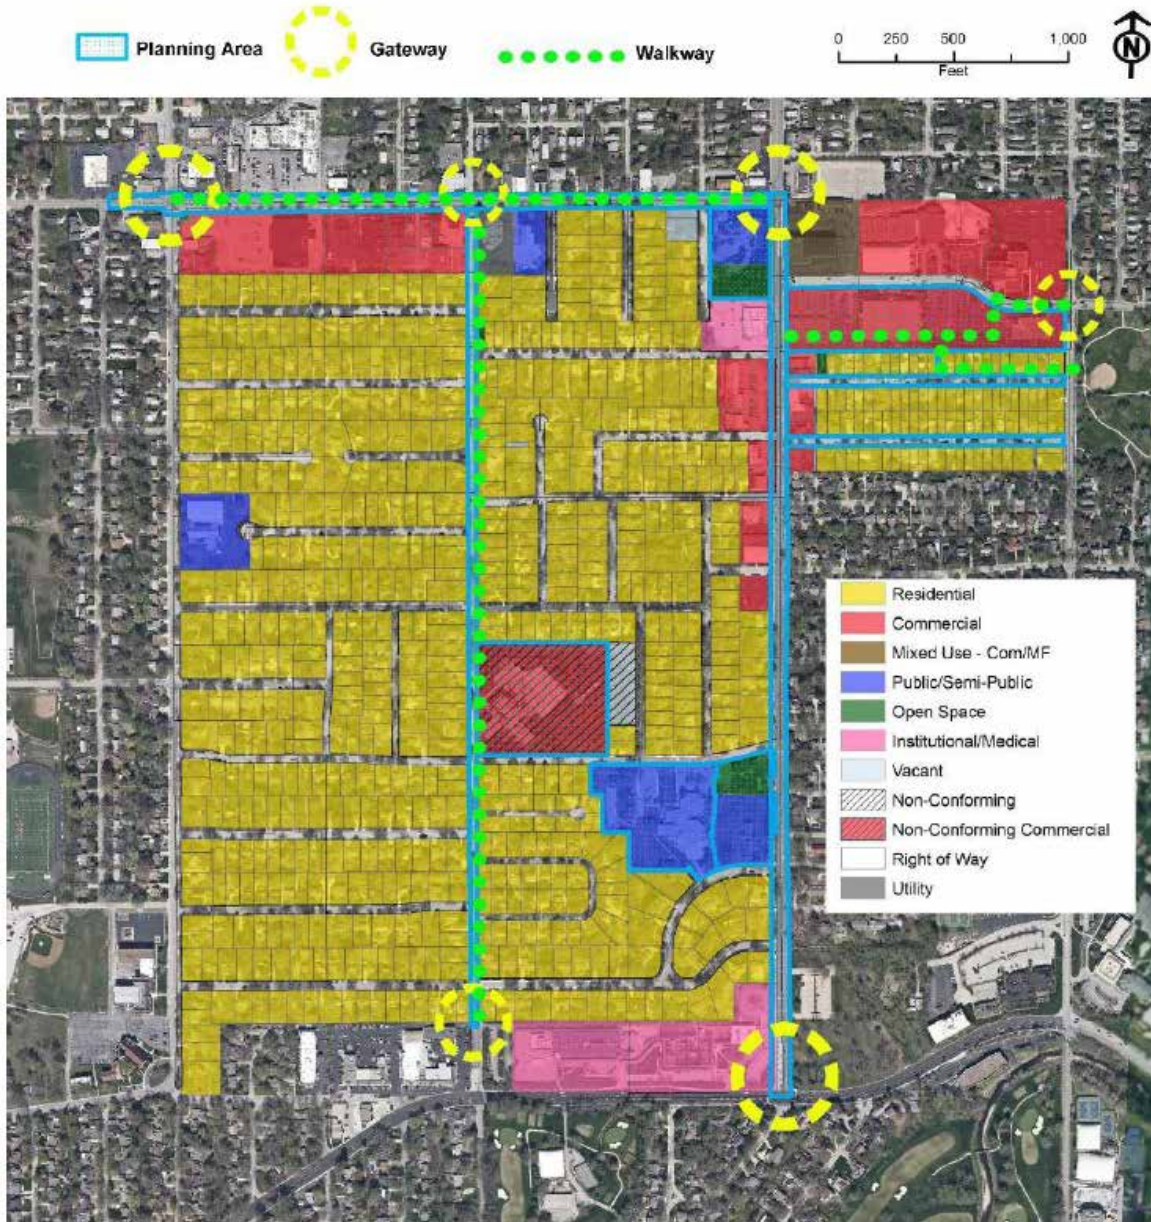 Planning Area Gateway Walkway
0 250 500 1,000
Feet
N
Residential
Commercial
Mixed Use - Com/MF
Public/Semi-Public
Open Space
Institutional/Medical
Vacant
Non-Conforming
Non-Conforming Commercial
Right of Way
Utility